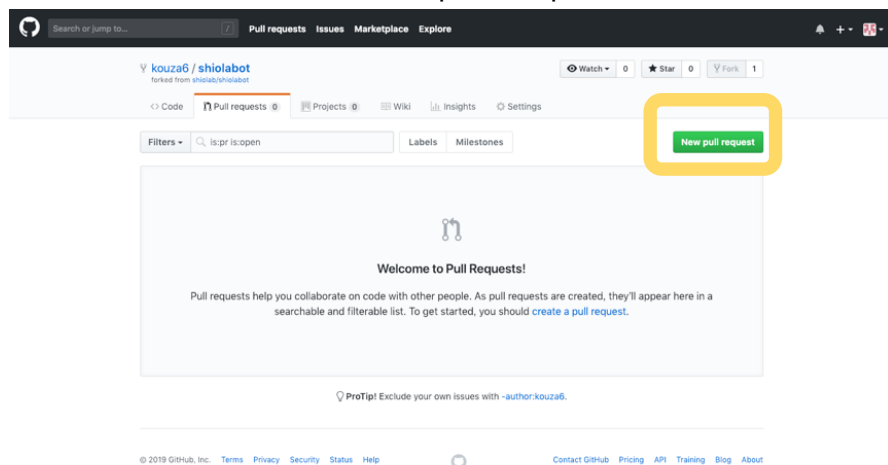 Search or jump to... / Pull requests Issues Marketplace Explore
kouza6 / shiolabot
Watch 0 Star 0 Fork 1
forked from shiolab/shiolabot
Code Pull requests 0 Projects 0 Wiki Insights Settings
Filters is:pr is:open Labels Milestones New pull request
Welcome to Pull Requests!
Pull requests help you collaborate on code with other people. As pull requests are created, they'll appear here in a
searchable and filterable list. To get started, you should create a pull request.
ProTip! Exclude your own issues with -author:kouza6.
© 2019 GitHub, Inc. Terms Privacy Security Status Help Contact GitHub Pricing API Training Blog About